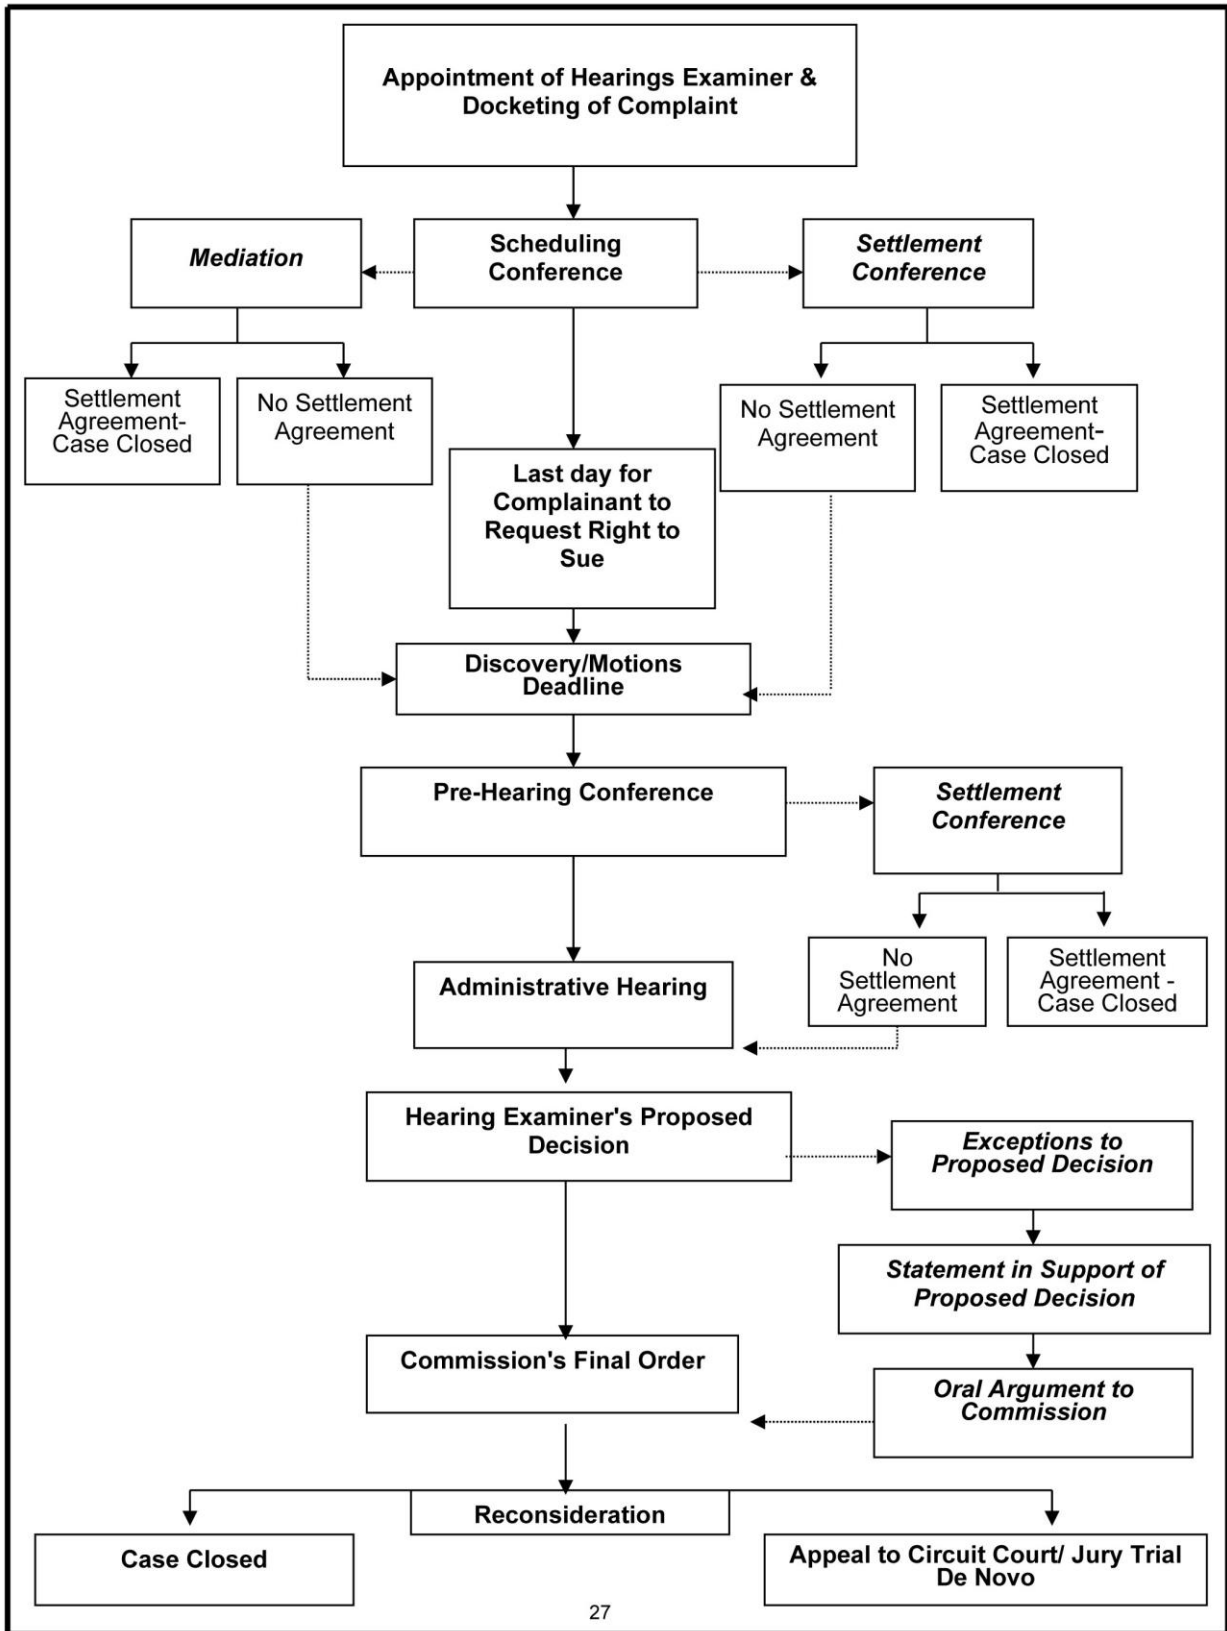 Appointment of Hearings Examiner &
Docketing of Complaint
Mediation
Scheduling
Conference
Settlement
Conference
Settlement
Agreement-
Case Closed
No Settlement
Agreement
No Settlement
Agreement
Settlement
Agreement-
Case Closed
Last day for
Complainant to
Request Right to
Sue
Discovery/Motions
Deadline
Pre-Hearing Conference
Settlement
Conference
No
Settlement
Agreement
Settlement
Agreement -
Case Closed
Administrative Hearing
Hearing Examiner's Proposed
Decision
Exceptions to
Proposed Decision
Statement in Support of
Proposed Decision
Commission's Final Order
Oral Argument to
Commission
Reconsideration
Case Closed
Appeal to Circuit Court/ Jury Trial
De Novo
27